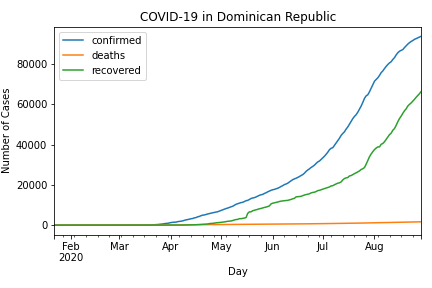 COVID-19 in Dominican Republic
confirmed
deaths
recovered
Number of Cases
80000
60000
40000
20000
0
Feb Mar Apr May Jun Jul Aug
2020
Day